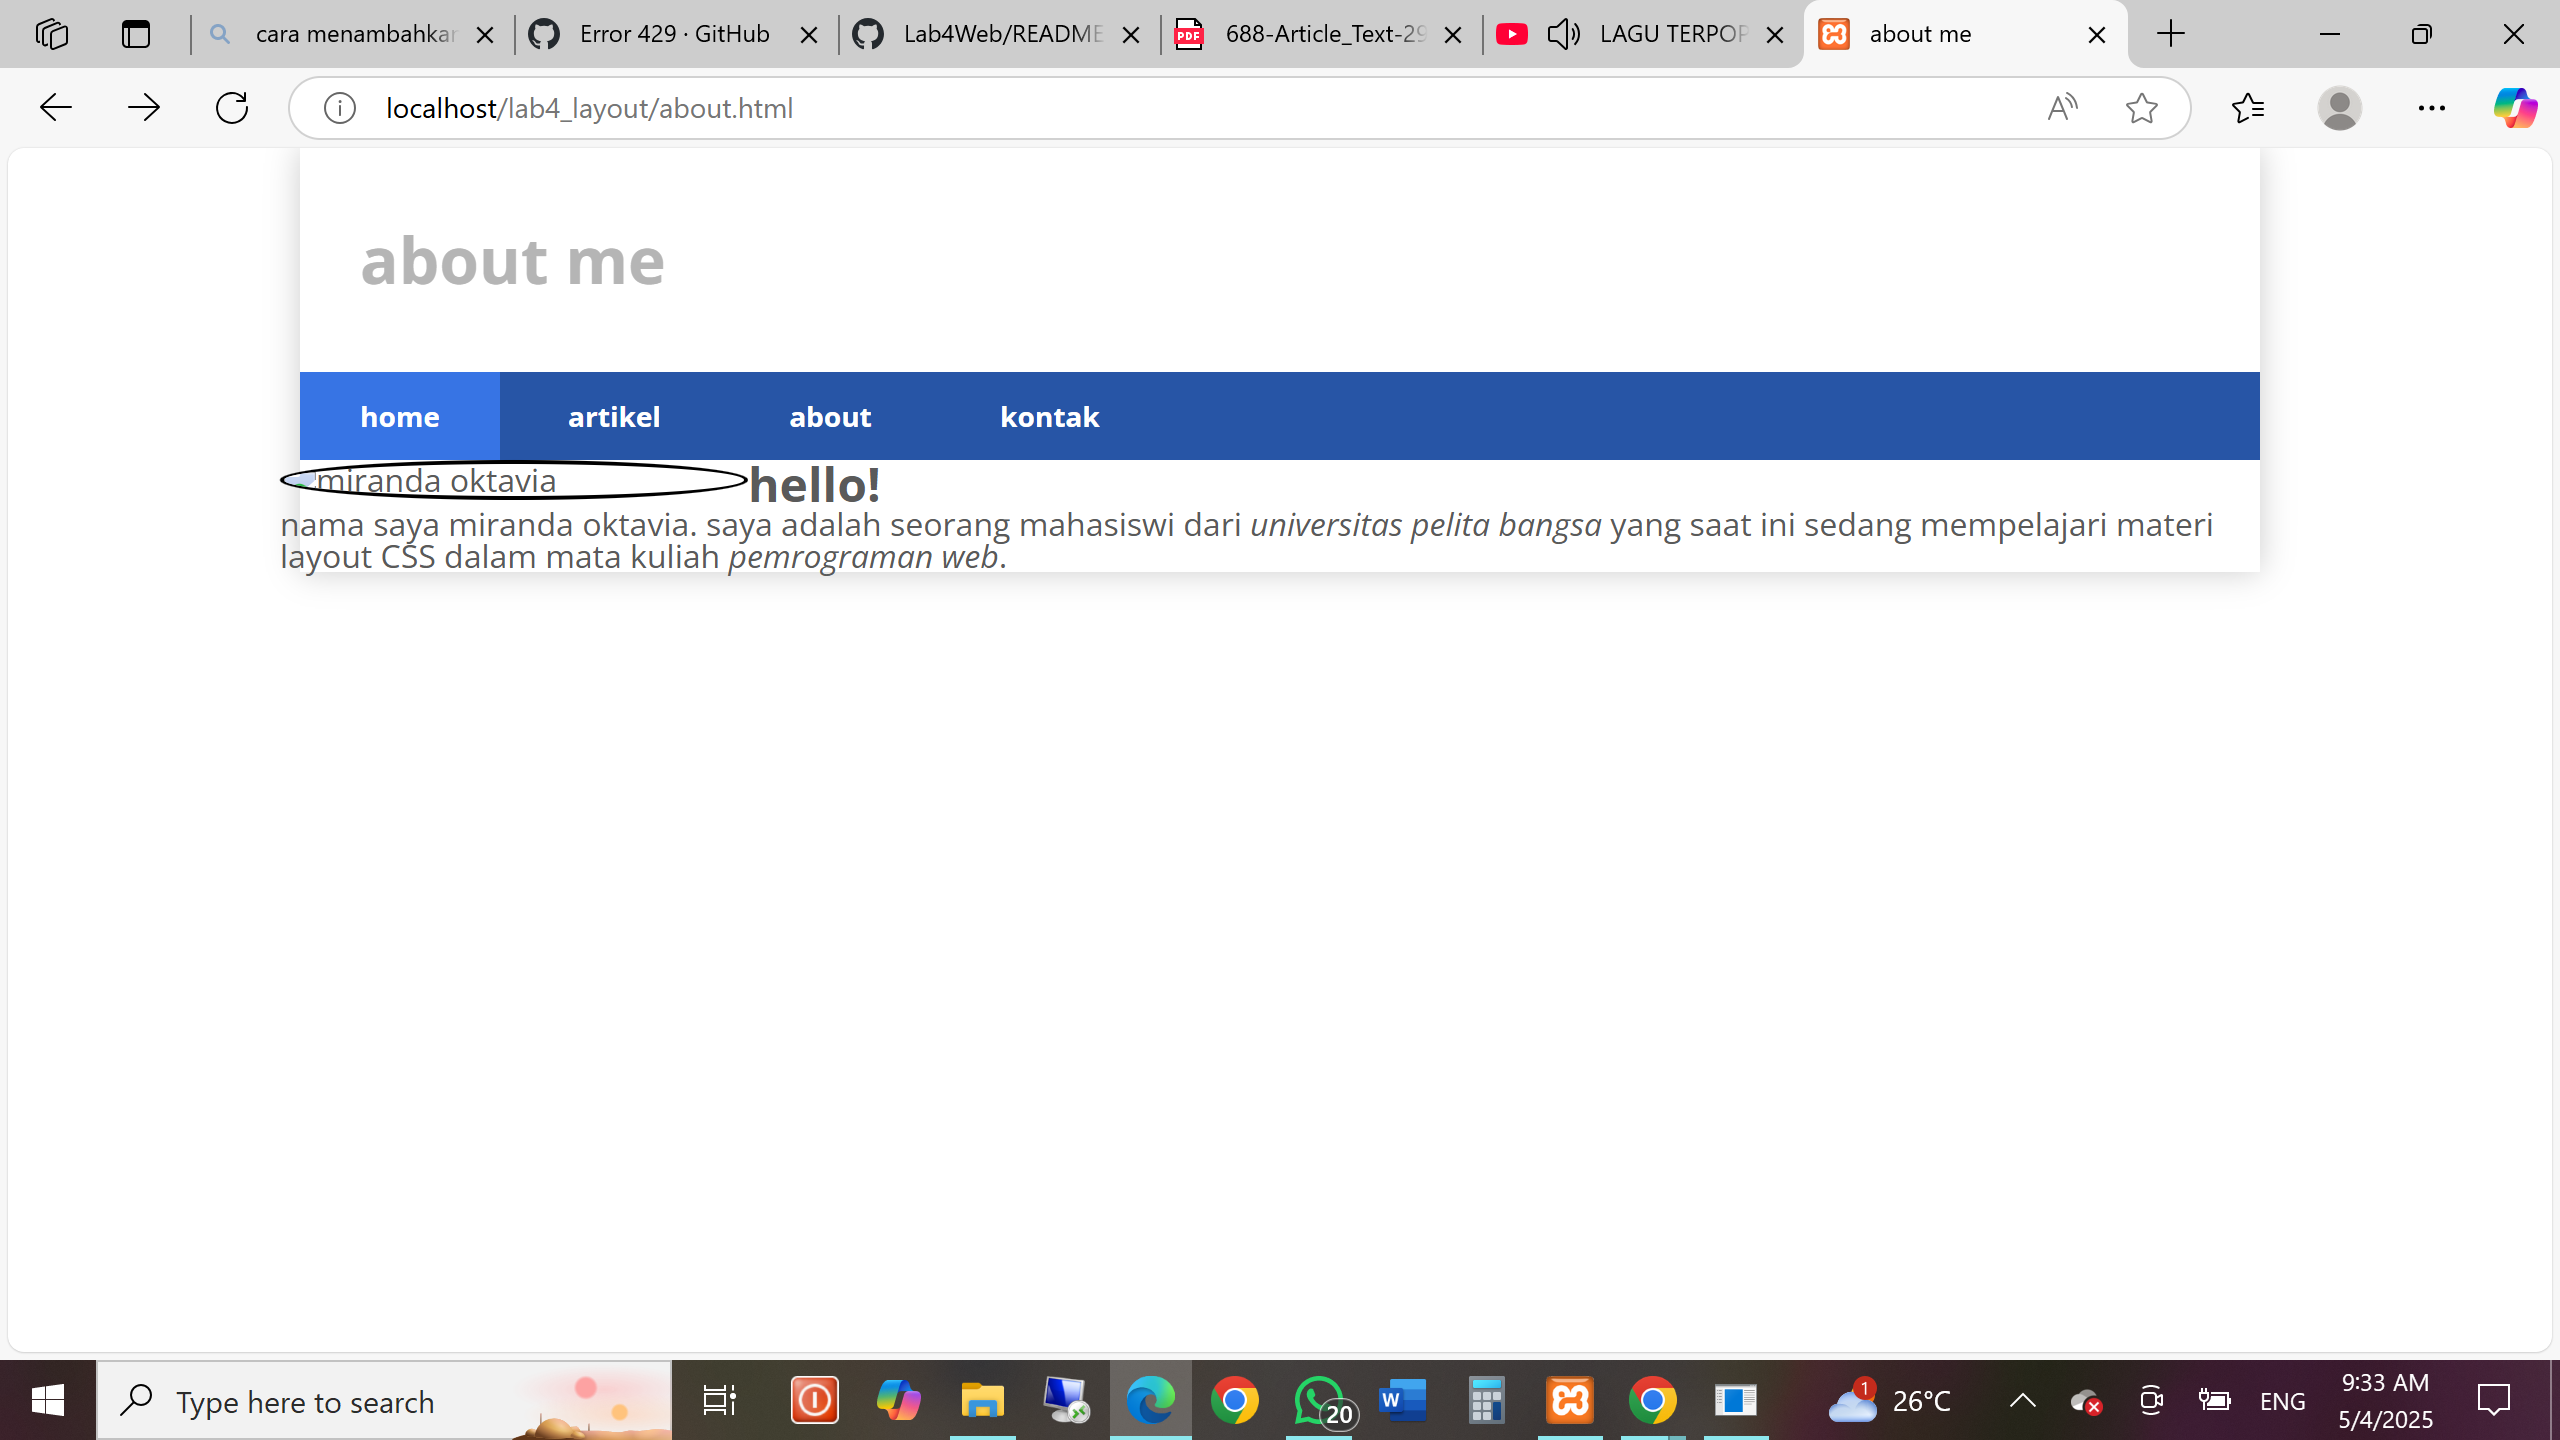 cara menambahkar
Error 429 · GitHub
Lab4Web/README
688-Article_Text-29
LAGU TERPOP
about me
localhost/lab4_layout/about.html
about me
home
artikel
about
kontak
miranda oktavia
hello!
nama saya miranda oktavia. saya adalah seorang mahasiswi dari universitas pelita bangsa yang saat ini sedang mempelajari materi
layout CSS dalam mata kuliah pemrograman web.
Type here to search
20
1
26°C
ENG
9:33 AM
5/4/2025